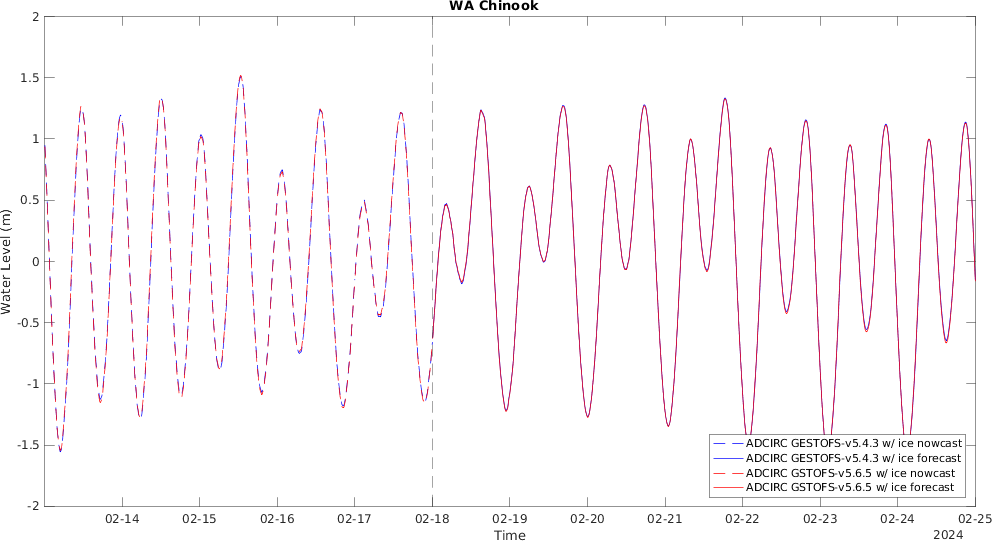 WA Chinook
2
1.5
1
0.5
0
-0.5
-1
-1.5
-2
Water Level (m)
02-14 02-15 02-16 02-17 02-18 02-19 02-20 02-21 02-22 02-23 02-24 02-25
Time
2024
ADCIRC GESTOFS-v5.4.3 w/ ice nowcast
ADCIRC GESTOFS-v5.4.3 w/ ice forecast
ADCIRC GSTOFS-v5.6.5 w/ ice nowcast
ADCIRC GSTOFS-v5.6.5 w/ ice forecast